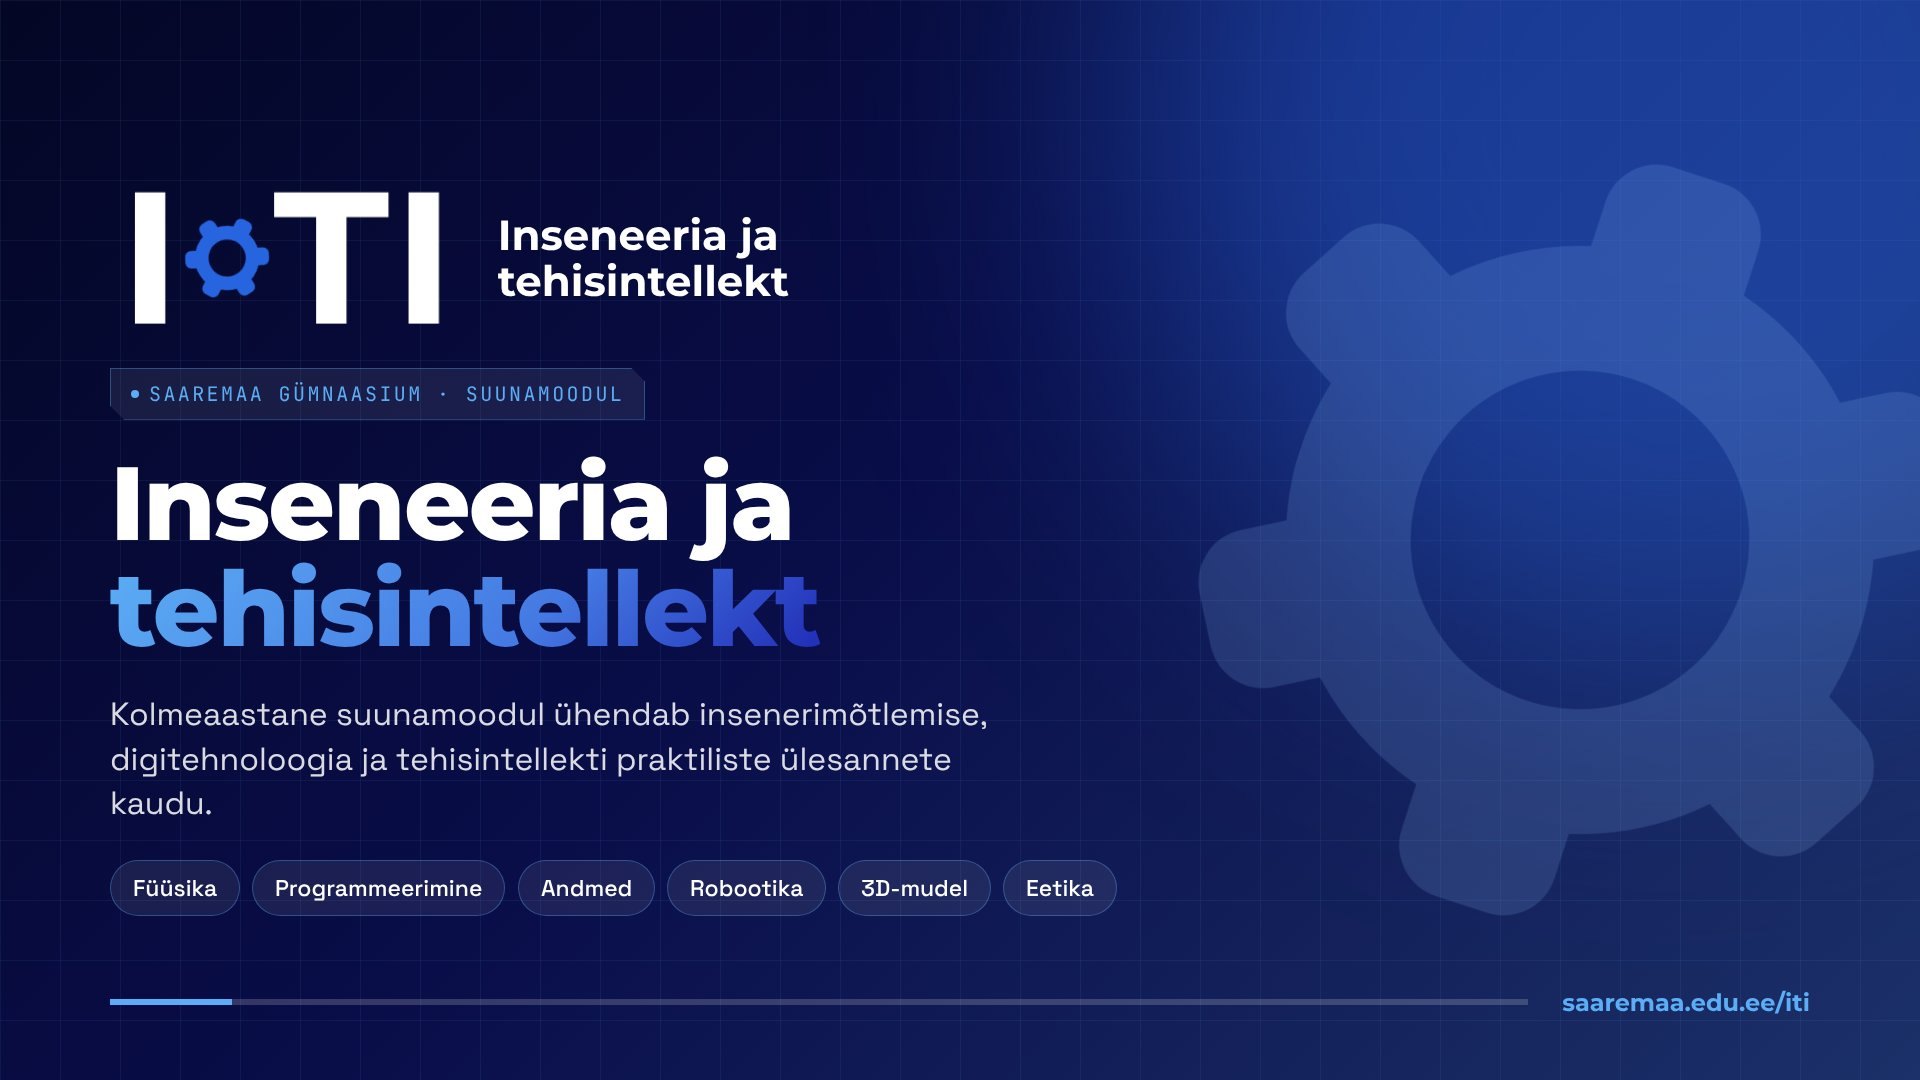 I TI
Inseneeria ja
tehisintellekt
SAAREMAA GÜMNAASIUM · SUUNAMOODUL
Inseneeria ja
tehisintellekt
Kolmeaastane suunamoodul ühendab insenerimõtlemise,
digitehnoloogia ja tehisintellekti praktiliste ülesannete
kaudu.
Füüsika Programmeerimine Andmed Robootika 3D-mudel Eetika
saaremaa.edu.ee/iti